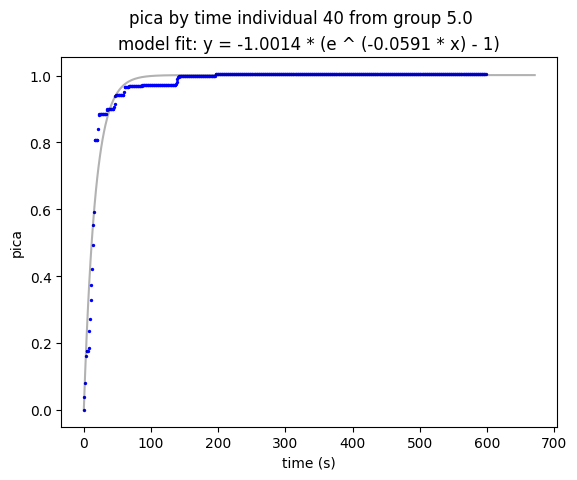 pica by time individual 40 from group 5.0
model fit: y = -1.0014 * (e ^ (-0.0591 * x) - 1)
1.0
0.8
0.6
0.4
0.2
0.0
pica
0 100 200 300 400 500 600 700
time (s)